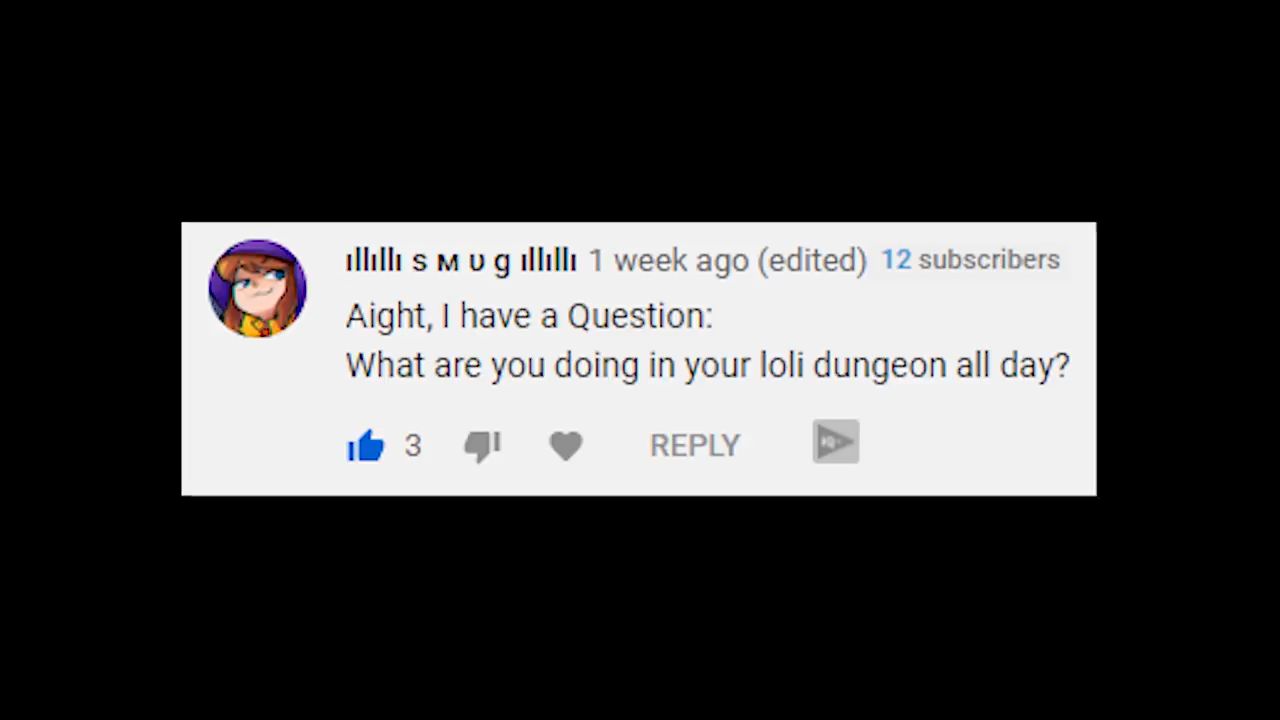 ıllıllı s м υ g ıllıllı 1 week ago (edited) 12 subscribers
Aight, I have a Question:
What are you doing in your loli dungeon all day?
3 REPLY